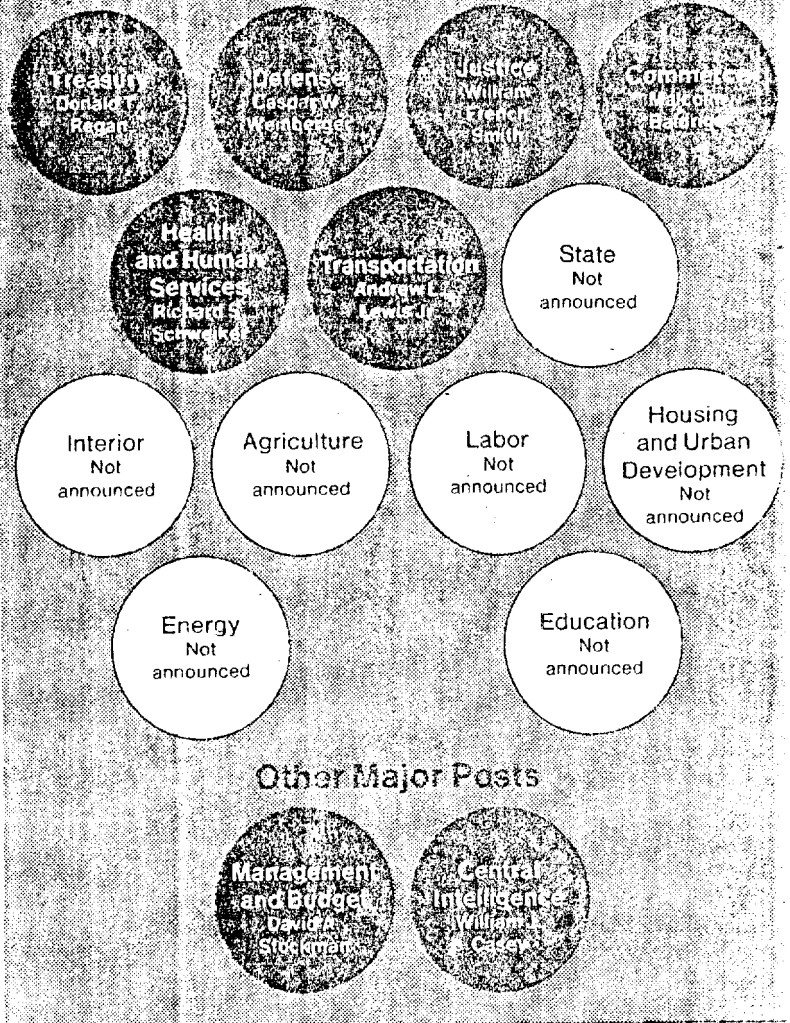 Treasury
Donald T.
Regan
Defense
Caspar W.
Weinberger
Justice
William
French
Smith
Commerce
Malcolm
Baldrige
Health
and Human
Services
Richard S.
Schweiker
Transportation
Andrew L.
Lewis Jr.
State
Not
announced
Interior
Not
announced
Agriculture
Not
announced
Labor
Not
announced
Housing
and Urban
Development
Not
announced
Energy
Not
announced
Education
Not
announced
Other Major Posts
Management
and Budget
David A.
Stockman
Central
Intelligence
William J.
Casey